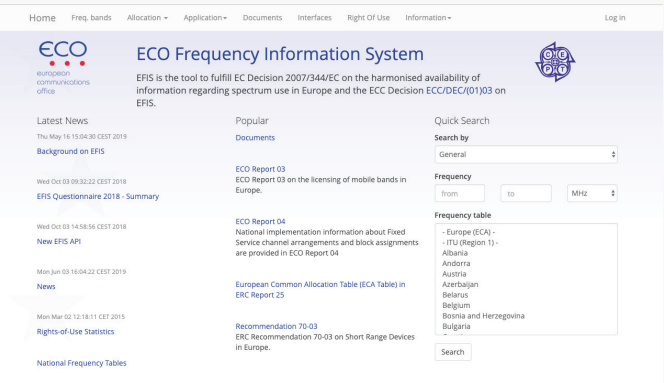 Home Freq. bands Allocation Application Documents Interfaces Right Of Use Information Log in
ECO
european
communications
office
ECO Frequency Information System
EFIS is the tool to fulfill EC Decision 2007/344/EC on the harmonised availability of
information regarding spectrum use in Europe and the ECC Decision ECC/DEC/(01)03 on
EFIS.
C E
P T
Latest News
Thu May 16 15:04:30 CEST 2019
Background on EFIS
Wed Oct 03 09:32:22 CEST 2018
EFIS Questionnaire 2018 - Summary
Wed Oct 03 14:58:56 CEST 2018
New EFIS API
Mon Jun 03 16:04:22 CEST 2019
News
Mon Mar 02 12:18:11 CET 2015
Rights-of-Use Statistics
National Frequency Tables
Popular
Documents
ECO Report 03
ECO Report 03 on the licensing of mobile bands in
Europe.
ECO Report 04
National implementation information about Fixed
Service channel arrangements and block assignments
are provided in ECO Report 04
European Common Allocation Table (ECA Table) in
ERC Report 25
Recommendation 70-03
ERC Recommendation 70-03 on Short Range Devices
in Europe.
Quick Search
Search by
General
Frequency
from to MHz
Frequency table
- Europe (ECA) -
- ITU (Region 1) -
Albania
Andorra
Austria
Azerbaijan
Belarus
Belgium
Bosnia and Herzegovina
Bulgaria
Search